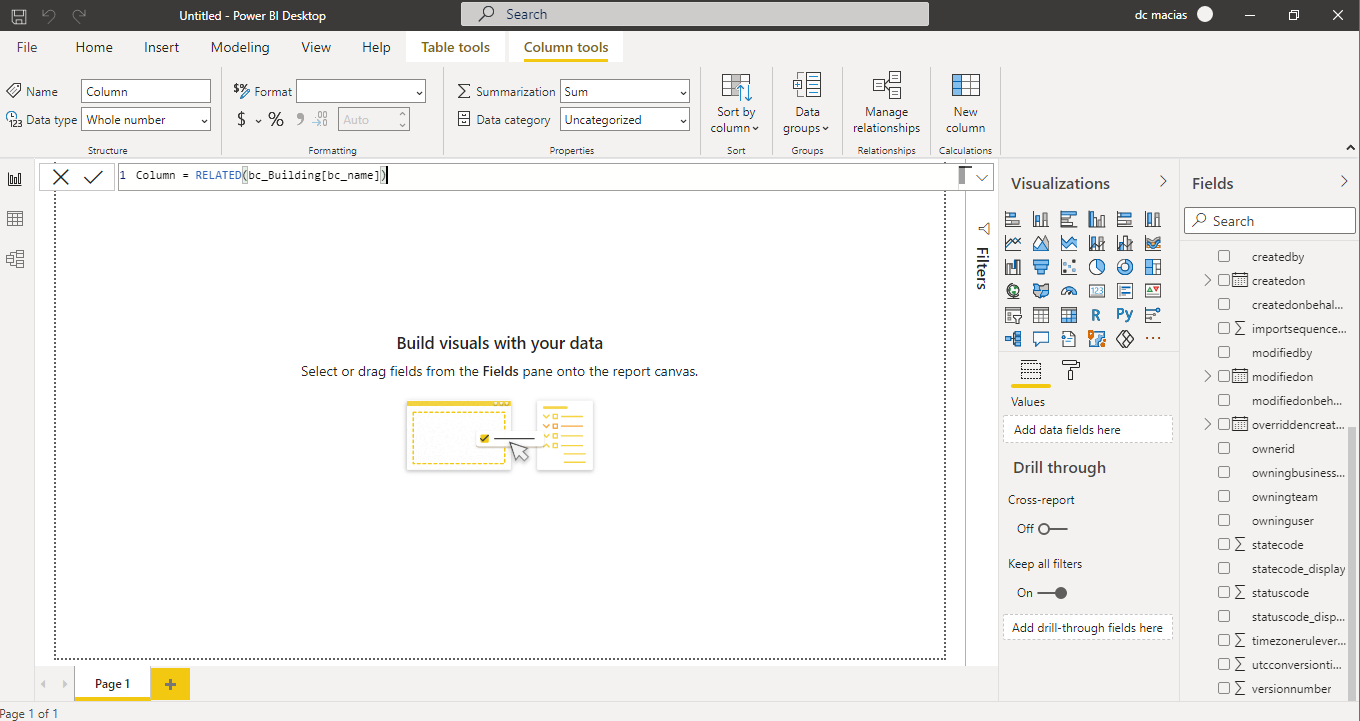 Untitled - Power BI Desktop
Search
dc macias
File Home Insert Modeling View Help Table tools Column tools
Name Column
Data type Whole number
Structure
$% Format
$ % 9 .00
Auto
Formatting
Summarization Sum
Data category Uncategorized
Properties
Sort by
column
Sort
Data
groups
Groups
Manage
relationships
Relationships
New
column
Calculations
1 Column = RELATED(bc_Building[bc_name])
Build visuals with your data
Select or drag fields from the Fields pane onto the report canvas.
Filters
Visualizations
123
R Py
Values
Add data fields here
Drill through
Cross-report
Off
Keep all filters
On
Add drill-through fields here
Fields
Search
createdby
createdon
createdonbehal...
importsequence...
modifiedby
modifiedon
modifiedonbeh...
overriddencreat...
ownerid
owningbusiness...
owningteam
owninguser
statecode
statecode_display
statuscode
statuscode_disp...
timezonerulever...
utcconversionti...
versionnumber
Page 1
Page 1 of 1